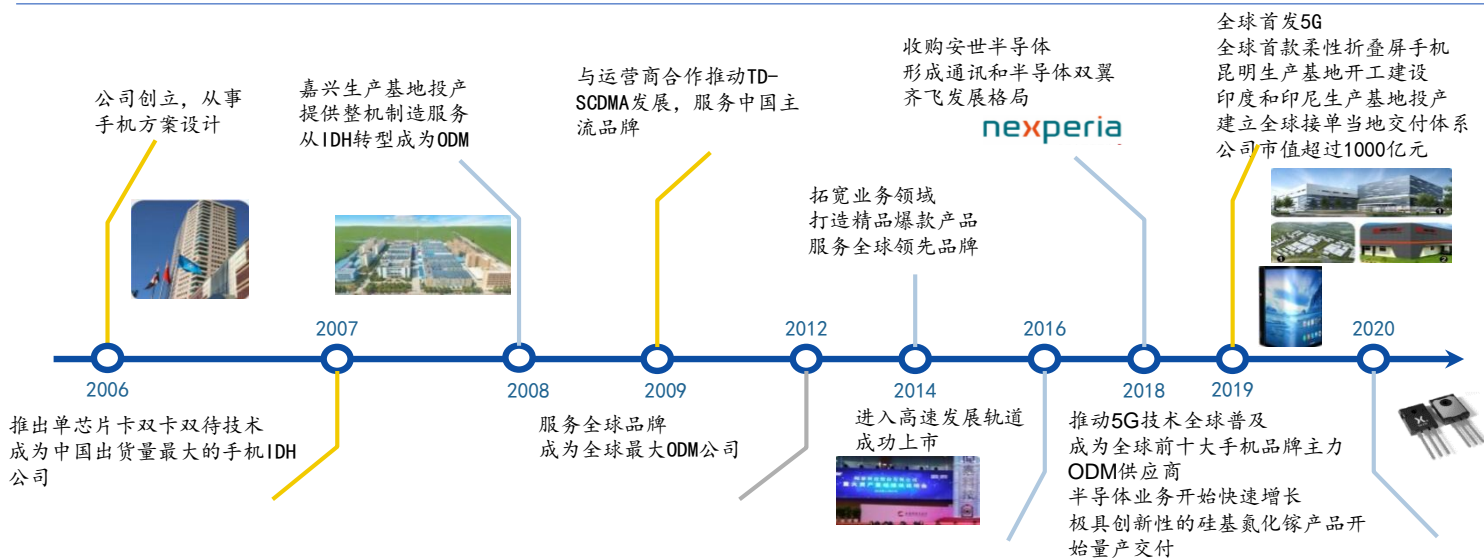 公司创立，从事
手机方案设计
嘉兴生产基地投产
提供整机制造服务
从IDH转型成为ODM
与运营商合作推动TD-
SCDMA发展，服务中国主
流品牌
收购安世半导体
形成通讯和半导体双翼
齐飞发展格局
nexperia
全球首发5G
全球首款柔性折叠屏手机
昆明生产基地开工建设
印度和印尼生产基地投产
建立全球接单当地交付体系
公司市值超过1000亿元
拓宽业务领域
打造精品爆款产品
服务全球领先品牌
2007
2012
2016
2020
2006
2008
2009
2014
2018
2019
推出单芯片卡双卡双待技术
成为中国出货量最大的手机IDH
公司
服务全球品牌
成为全球最大ODM公司
进入高速发展轨道
成功上市
推动5G技术全球普及
成为全球前十大手机品牌主力
ODM供应商
半导体业务开始快速增长
极具创新性的硅基氮化镓产品开
始量产交付